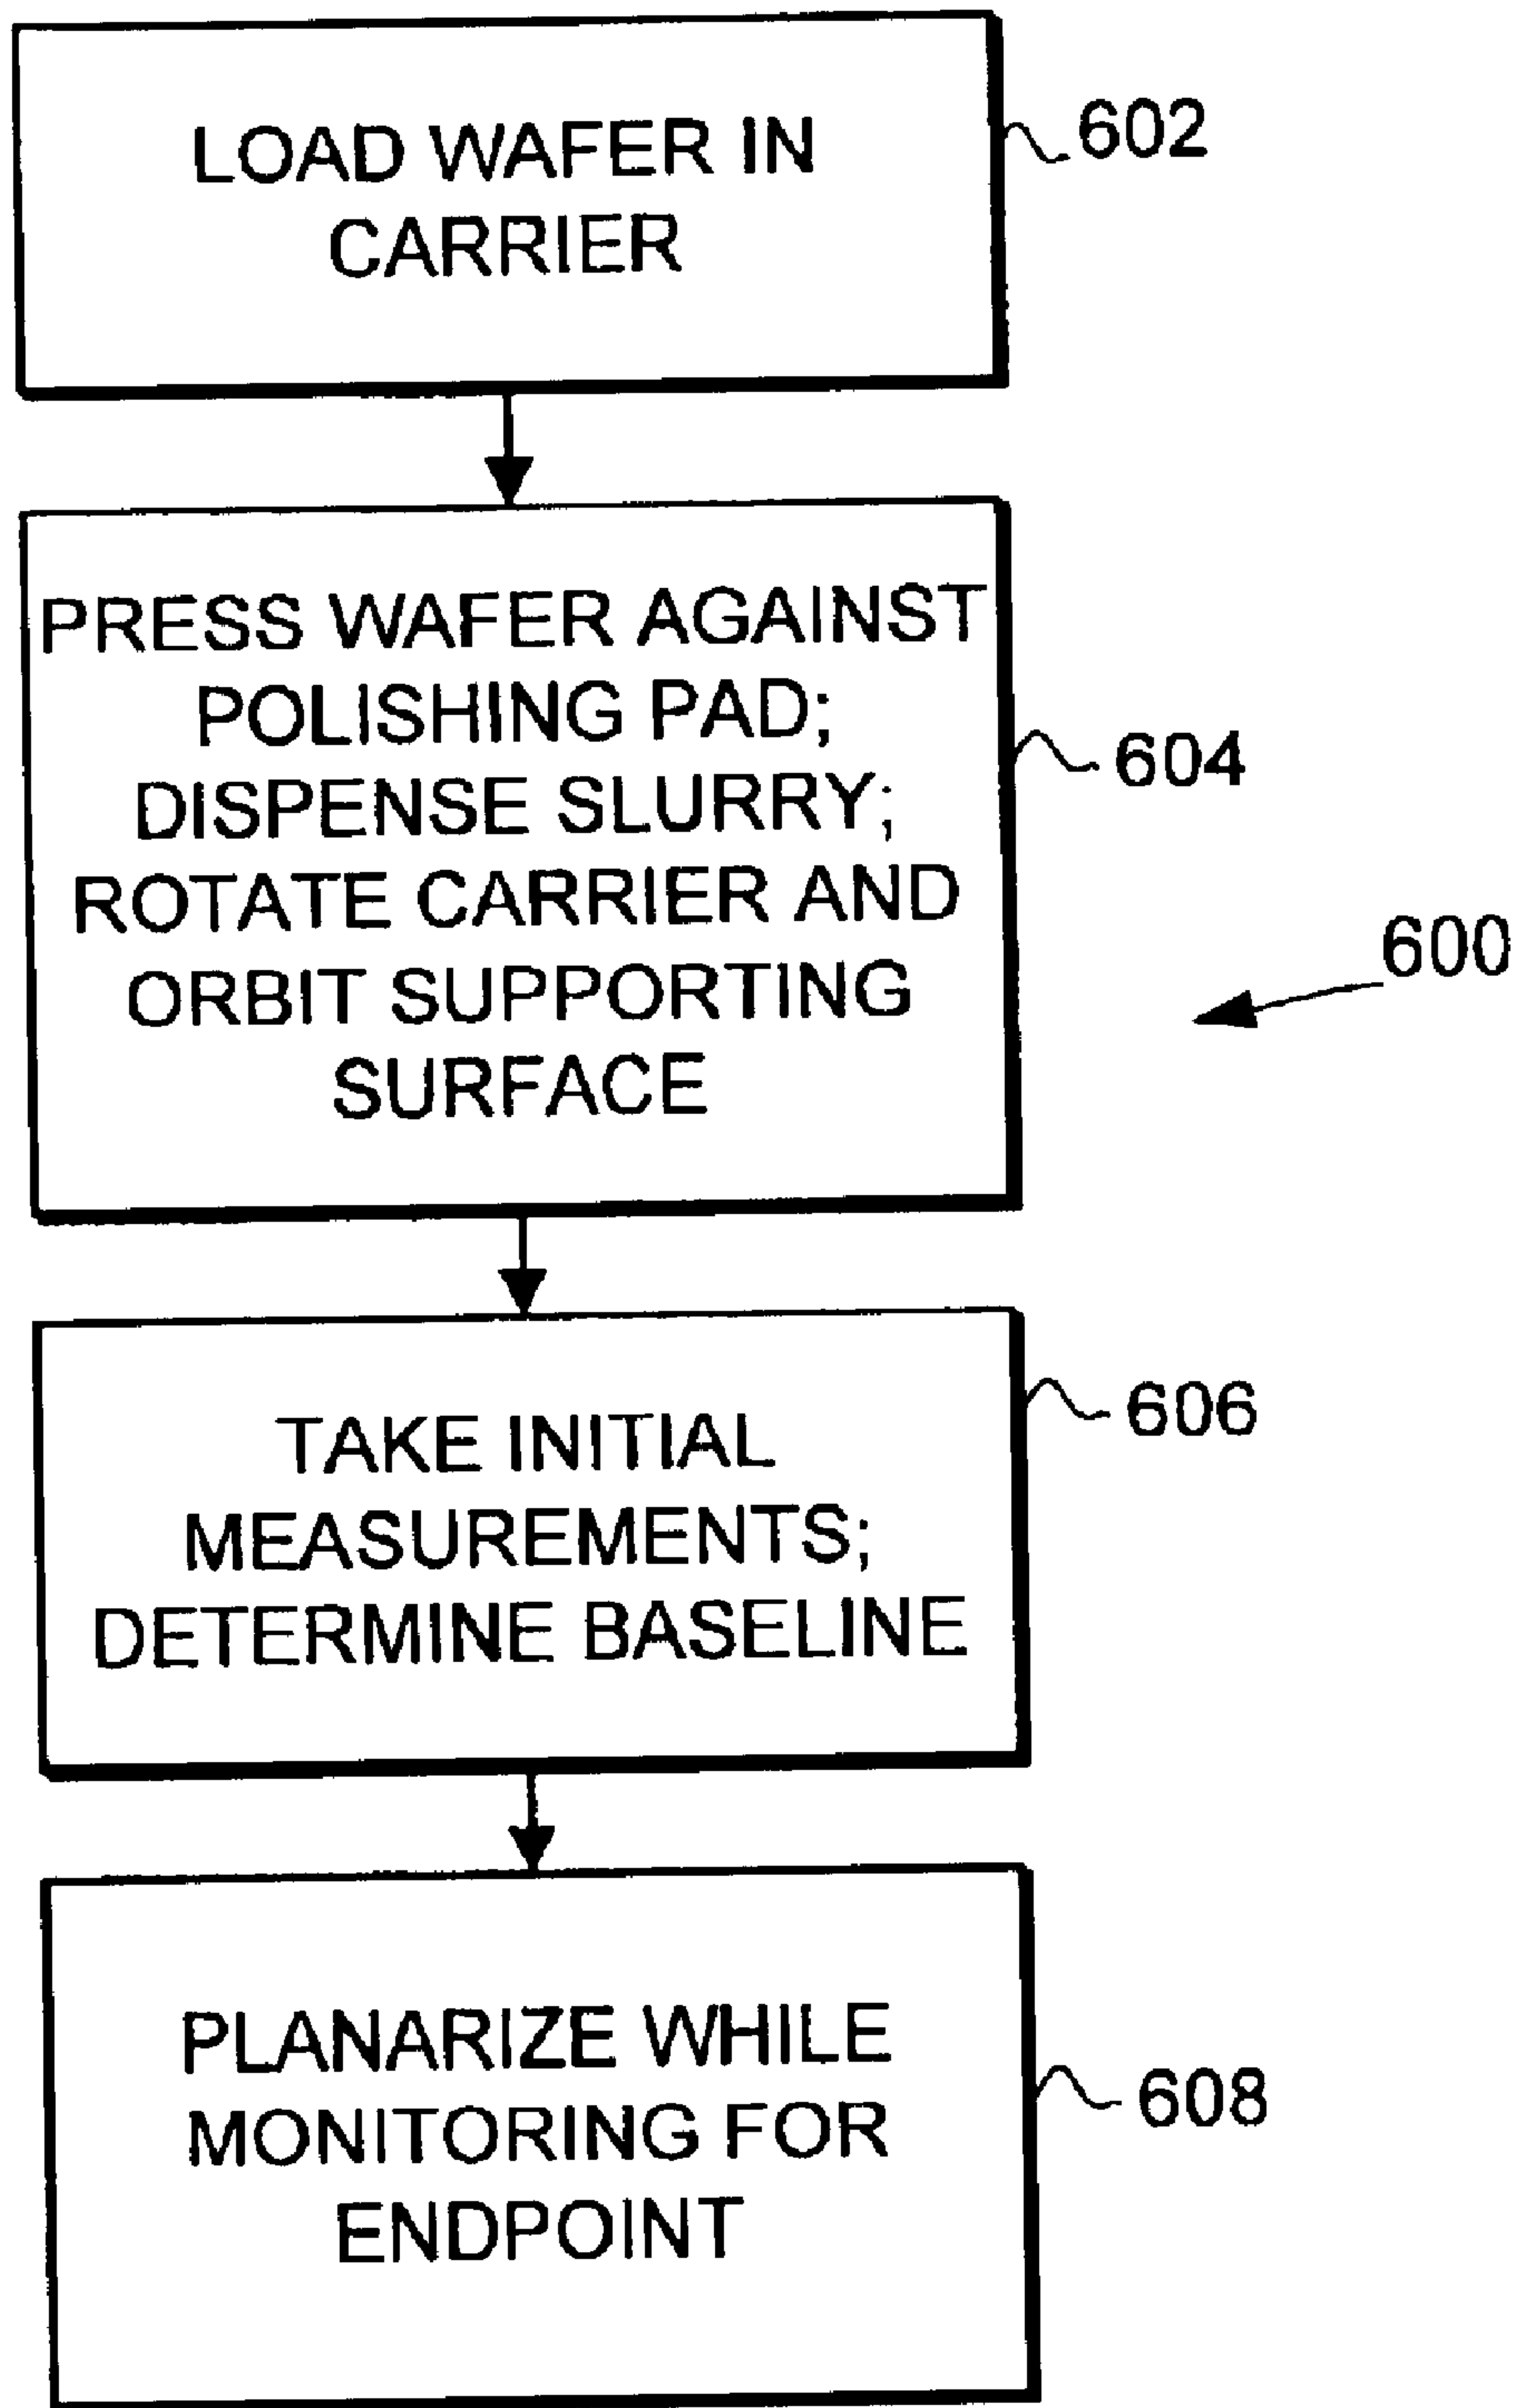 LOAD WAFER IN
CARRIER
602
PRESS WAFER AGAINST
POLISHING PAD;
DISPENSE SLURRY;
ROTATE CARRIER AND
ORBIT SUPPORTING
SURFACE
604
600
TAKE INITIAL
MEASUREMENTS;
DETERMINE BASELINE
606
PLANARIZE WHILE
MONITORING FOR
ENDPOINT
608